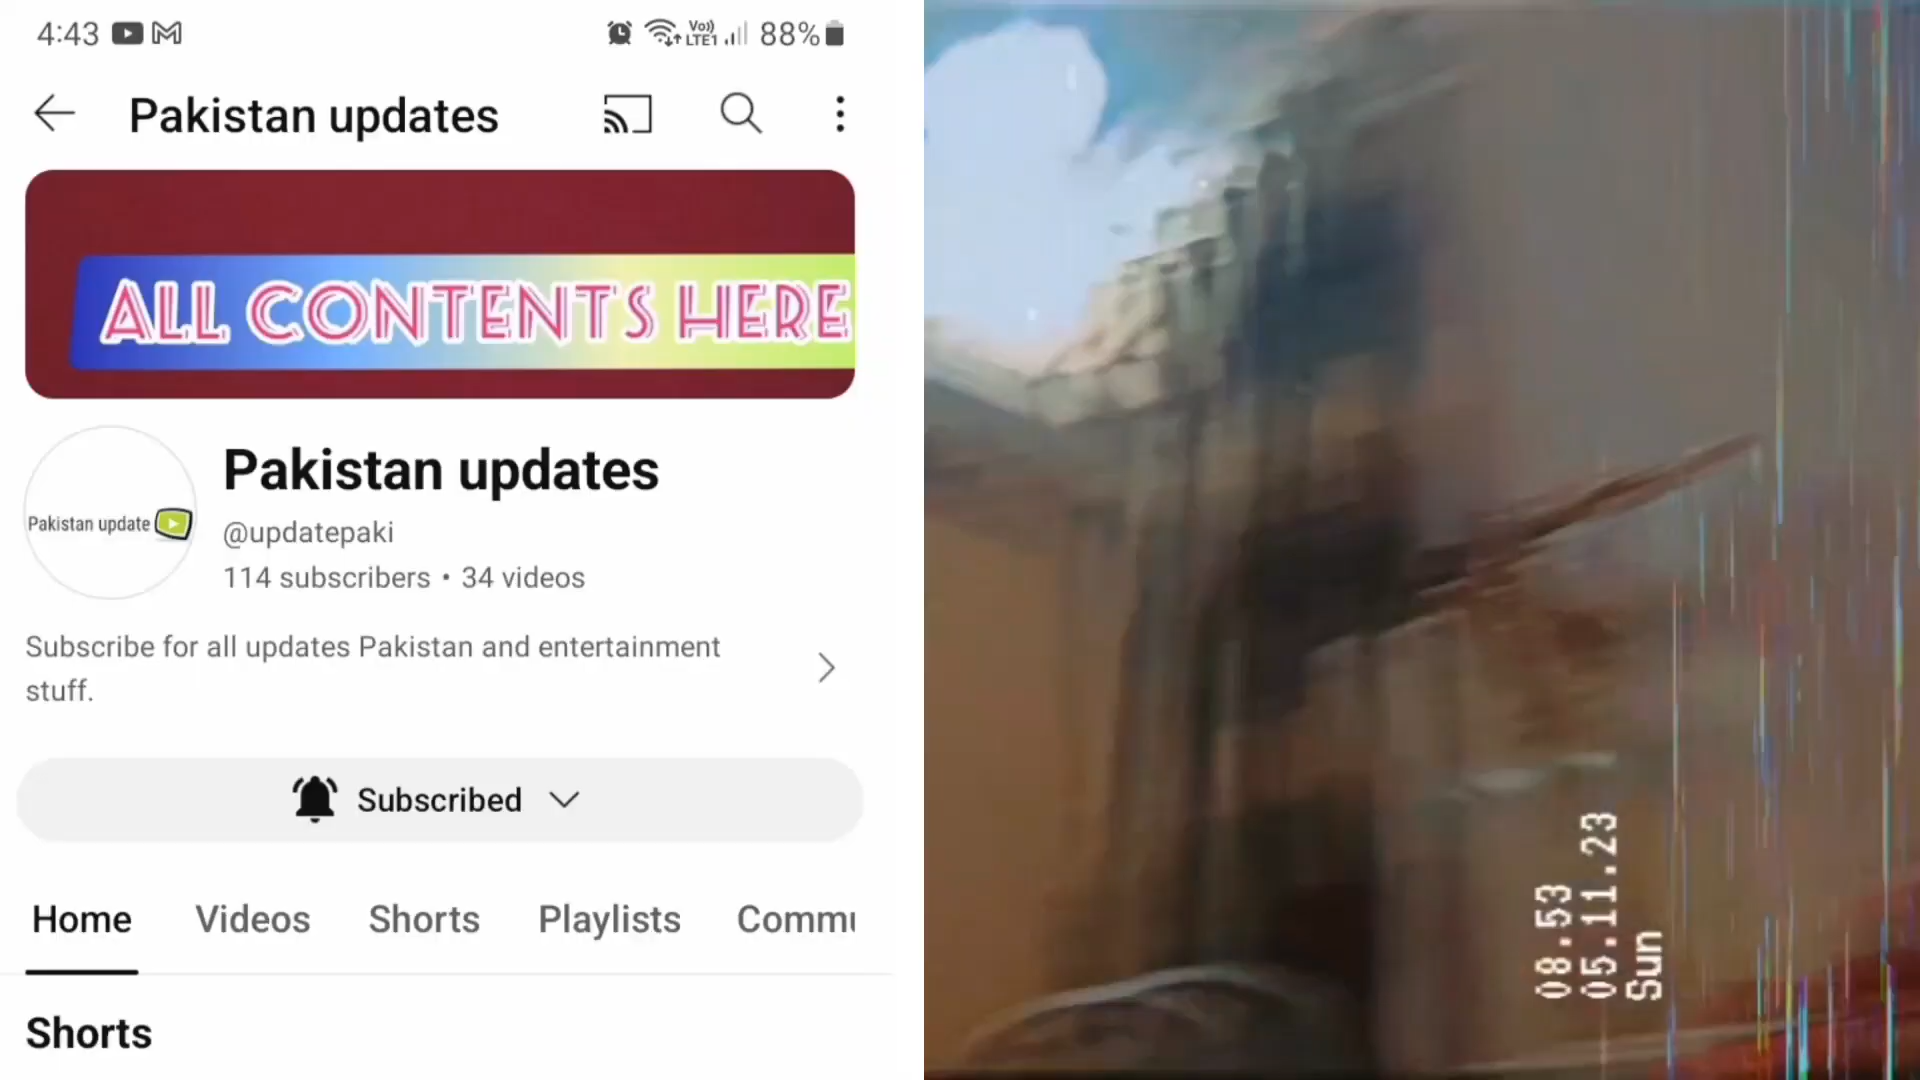 4:43
Vo))
LTE1
88%
Pakistan updates
ALL CONTENTS HERE
Pakistan update
Pakistan updates
@updatepaki
114 subscribers • 34 videos
Subscribe for all updates Pakistan and entertainment
stuff.
Subscribed
Home Videos Shorts Playlists Commu
Shorts
08.53
05.11.23
Sun